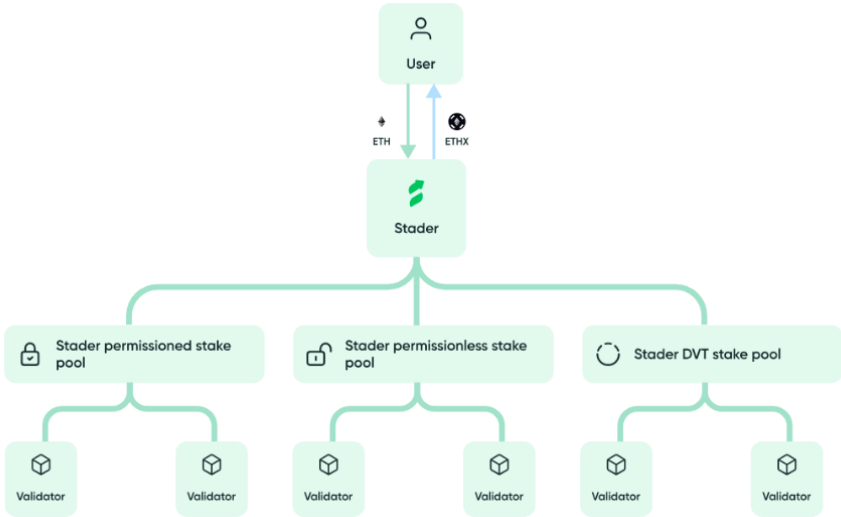 User
ETH
ETHX
Stader
Stader permissioned stake
pool
Stader permissionless stake
pool
Stader DVT stake pool
Validator
Validator
Validator
Validator
Validator
Validator